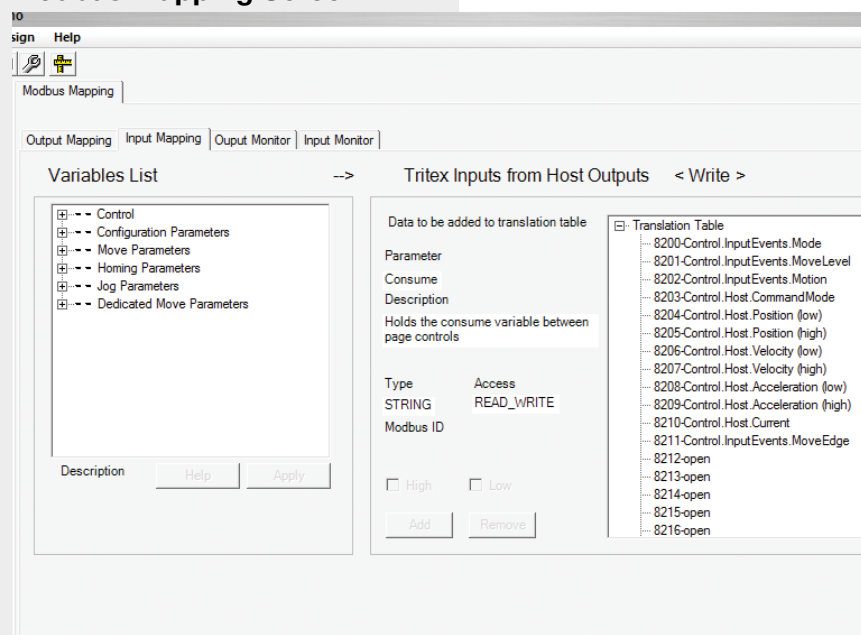 Mapping
sign Help
Modbus Mapping
Output Mapping Input Mapping Ouput Monitor Input Monitor
Variables List --> Tritex Inputs from Host Outputs < Write >
Control
Configuration Parameters
Move Parameters
Homing Parameters
Jog Parameters
Dedicated Move Parameters
Description Help Apply
Data to be added to translation table
Parameter
Consume
Description
Holds the consume variable between
page controls
Type Access
STRING READ_WRITE
Modbus ID
High Low
Add Remove
Translation Table
8200-Control.InputEvents.Mode
8201-Control.InputEvents.MoveLevel
8202-Control.InputEvents.Motion
8203-Control.Host.CommandMode
8204-Control.Host.Position (low)
8205-Control.Host.Position (high)
8206-Control.Host.Velocity (low)
8207-Control.Host.Velocity (high)
8208-Control.Host.Acceleration (low)
8209-Control.Host.Acceleration (high)
8210-Control.Host.Current
8211-Control.InputEvents.MoveEdge
8212-open
8213-open
8214-open
8215-open
8216-open